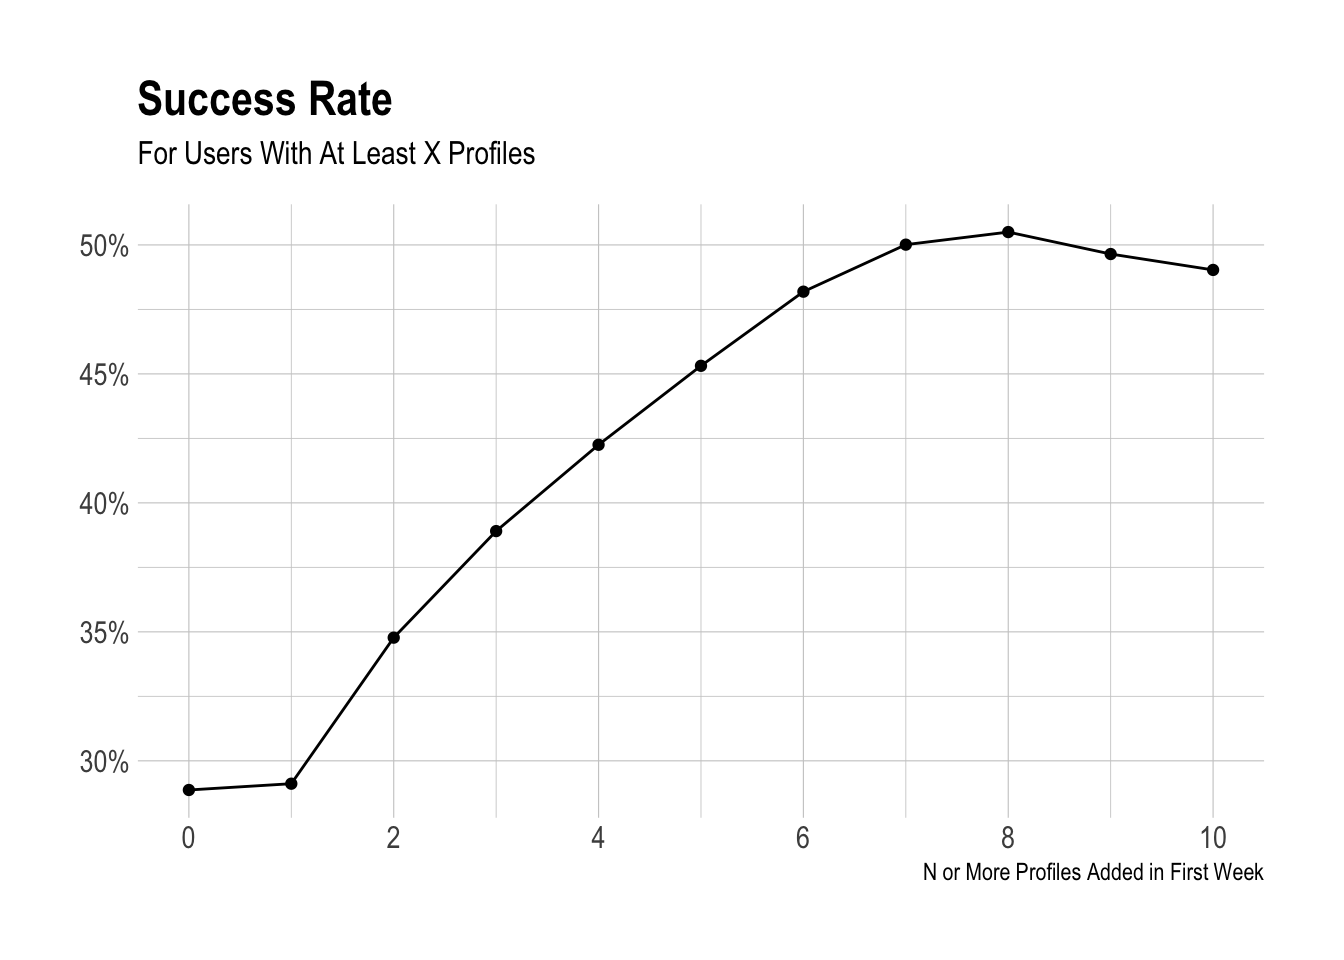 Success Rate
For Users With At Least X Profiles
50%
45%
40%
35%
30%
0 2 4 6 8 10
N or More Profiles Added in First Week